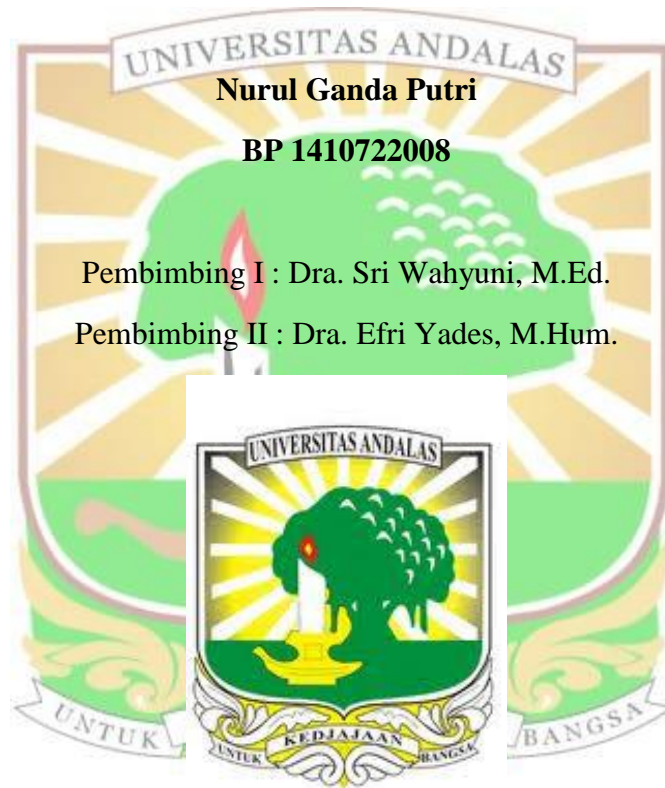 UNIVERSITAS ANDALAS
Nurul Ganda Putri
BP 1410722008
Pembimbing I : Dra. Sri Wahyuni, M.Ed.
Pembimbing II : Dra. Efri Yades, M.Hum.
UNIVERSITAS ANDALAS
UNTUK KEDJAJAAN BANGSA
UNTUK BANGSA